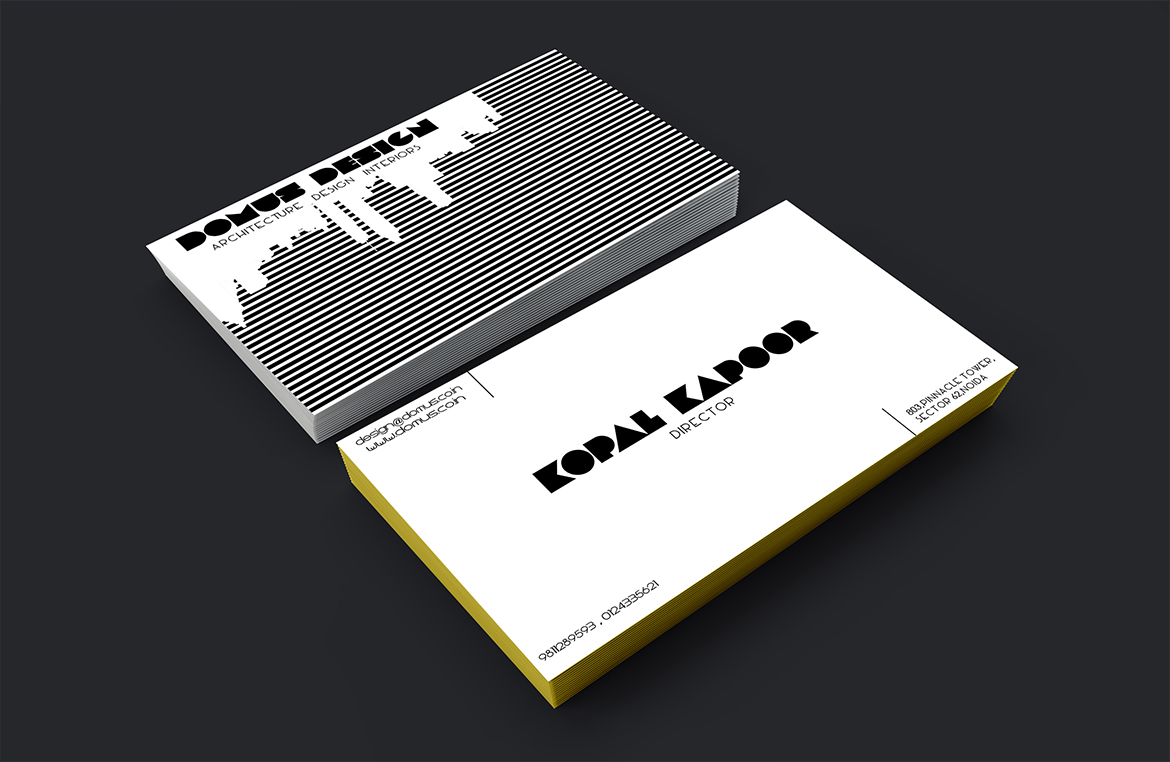 DOMUS DESIGN
ARCHITECTURE DESIGN INTERIORS
design@domus.co.in
www.domus.co.in
KOPAL KAPOOR
DIRECTOR
803,PINNACLE TOWER,
SECTOR 62,NOIDA
9811289593 , 0124335621